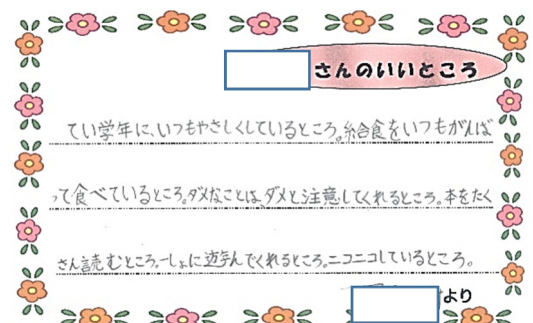 さんのいいところ
てい学年に、いつもやさしくしているところ。給食をいつもがんば
って食べているところ。ダメなことは、ダメと注意してくれるところ。本をたく
さん読むところ。一しょに遊んでくれるところ。ニコニコしているところ。
より